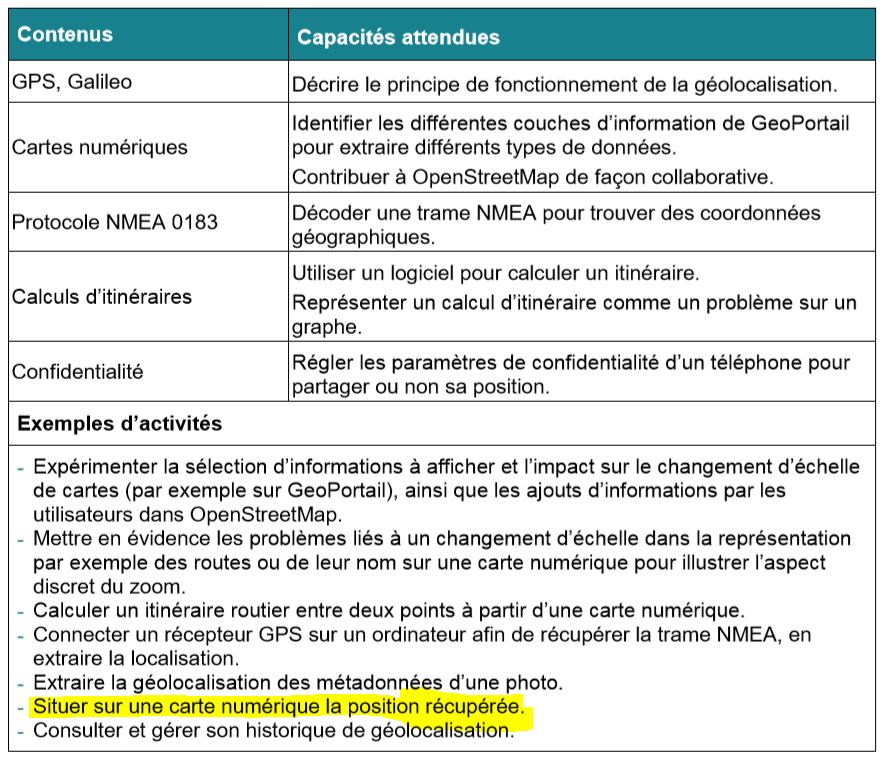 Contenus
Capacités attendues
GPS, Galileo
Décrire le principe de fonctionnement de la géolocalisation.
Cartes numériques
Identifier les différentes couches d’information de GeoPortail
pour extraire différents types de données.
Contribuer à OpenStreetMap de façon collaborative.
Protocole NMEA 0183
Décoder une trame NMEA pour trouver des coordonnées
géographiques.
Calculs d’itinéraires
Utiliser un logiciel pour calculer un itinéraire.
Représenter un calcul d’itinéraire comme un problème sur un
graphe.
Confidentialité
Régler les paramètres de confidentialité d’un téléphone pour
partager ou non sa position.
Exemples d’activités
- Expérimenter la sélection d’informations à afficher et l’impact sur le changement d’échelle
de cartes (par exemple sur GeoPortail), ainsi que les ajouts d’informations par les
utilisateurs dans OpenStreetMap.
- Mettre en évidence les problèmes liés à un changement d’échelle dans la représentation
par exemple des routes ou de leur nom sur une carte numérique pour illustrer l’aspect
discret du zoom.
- Calculer un itinéraire routier entre deux points à partir d’une carte numérique.
- Connecter un récepteur GPS sur un ordinateur afin de récupérer la trame NMEA, en
extraire la localisation.
- Extraire la géolocalisation des métadonnées d’une photo.
- Situer sur une carte numérique la position récupérée.
- Consulter et gérer son historique de géolocalisation.